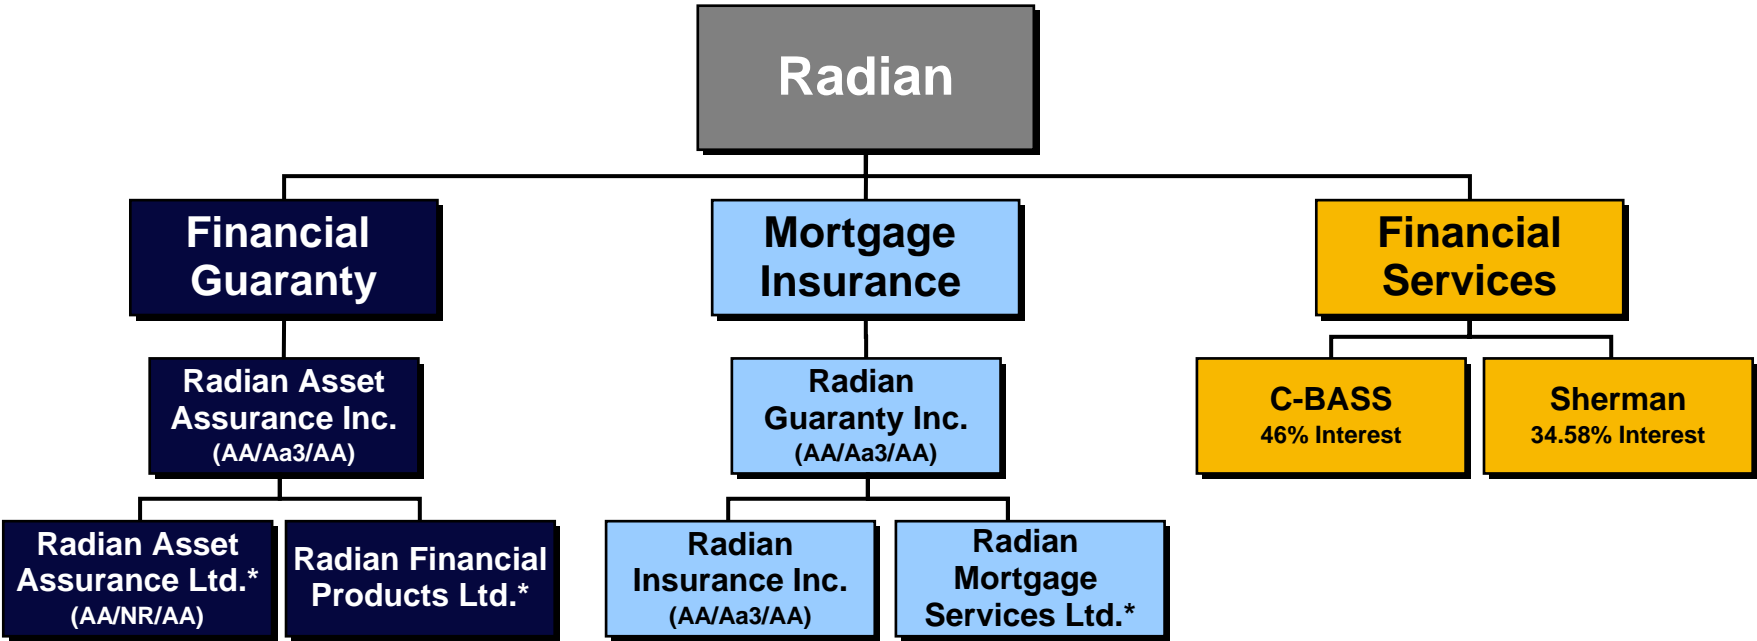 Radian
Financial
Guaranty
Mortgage
Insurance
Financial
Services
Radian Asset
Assurance Inc.
(AA/Aa3/AA)
Radian
Guaranty Inc.
(AA/Aa3/AA)
C-BASS
46% Interest
Sherman
34.58% Interest
Radian Asset
Assurance Ltd.*
(AA/NR/AA)
Radian Financial
Products Ltd.*
Radian
Insurance Inc.
(AA/Aa3/AA)
Radian
Mortgage
Services Ltd.*